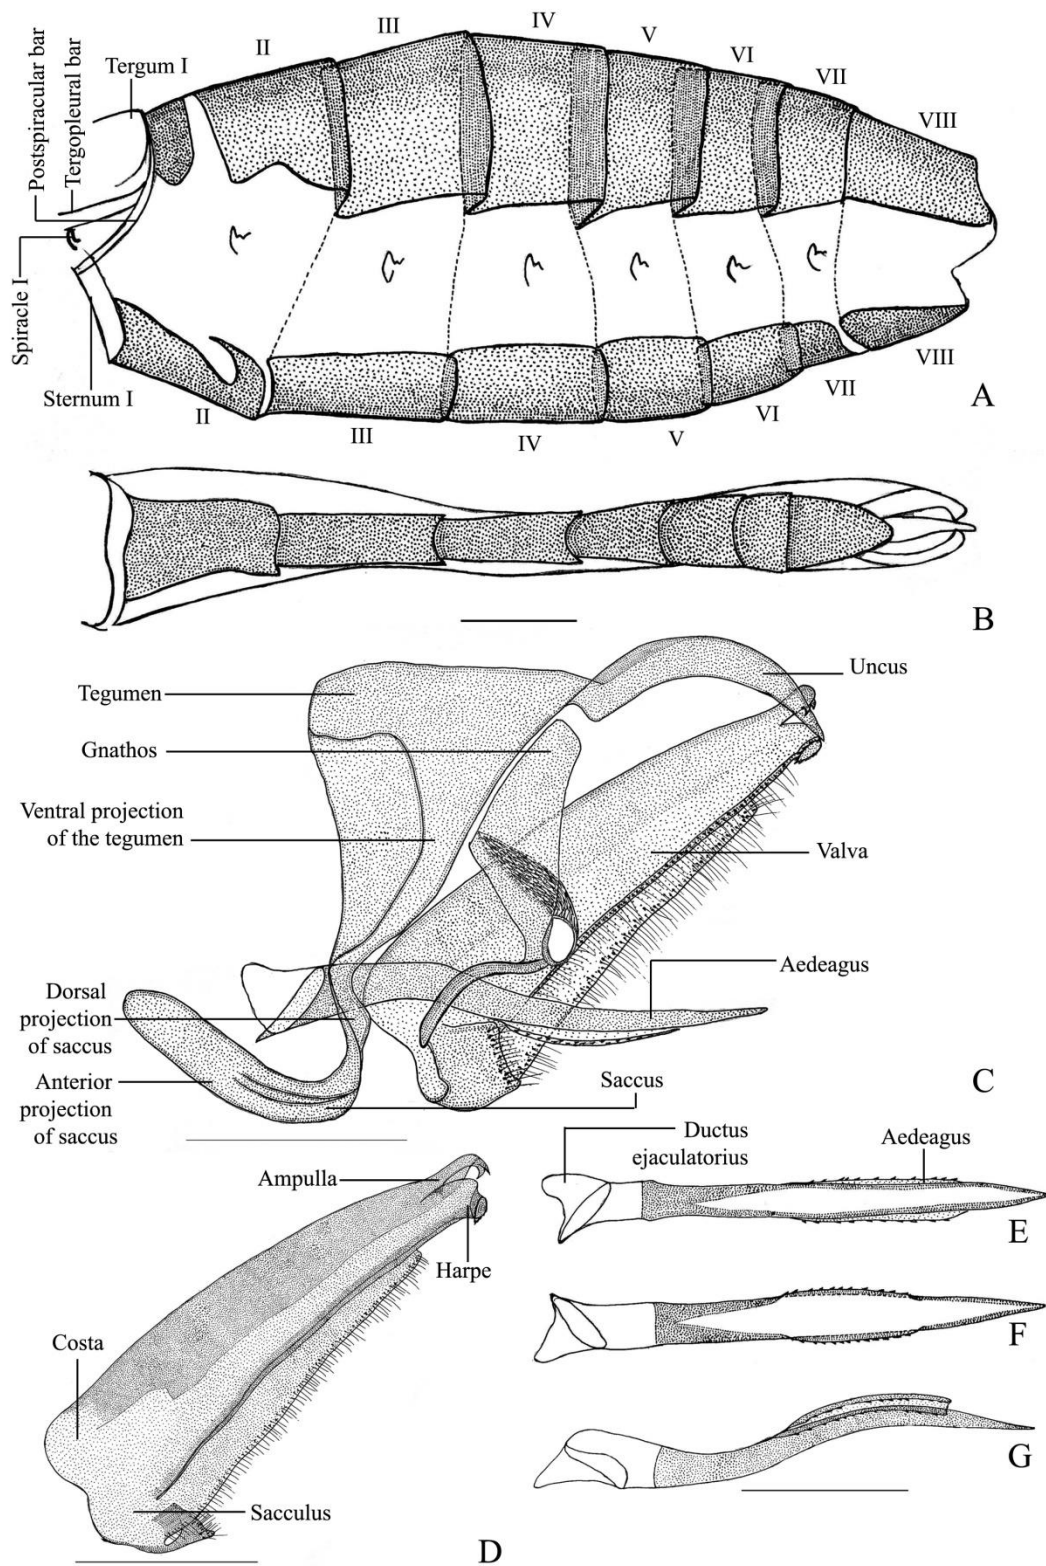 Postspiracular bar
Tergopleural bar
Tergum I
II
III
IV
V
VI
VII
VIII
Spiracle I
Sternum I
II
III
IV
V
VI
VII
VIII
A
B
Tegumen
Uncus
Gnathos
Ventral projection
of the tegumen
Valva
Aedeagus
Dorsal
projection
of saccus
Anterior
projection
of saccus
Saccus
C
Ampulla
Harpe
Costa
Sacculus
D
Ductus
ejaculatorius
Aedeagus
E
F
G